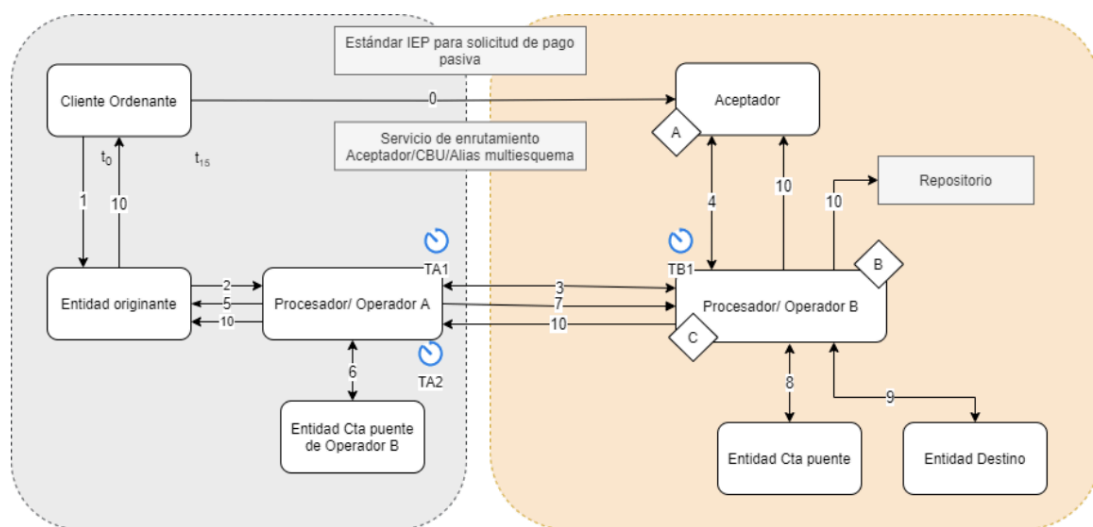 Estándar IEP para solicitud de pago
pasiva
Cliente Ordenante
Aceptador
0
A
Servicio de enrutamiento
Aceptador/CBU/Alias multiesquema
t0
t15
Repositorio
1
10
4
10
10
TA1
TB1
B
Entidad originante
2
5
10
Procesador/ Operador A
3
7
10
Procesador/ Operador B
C
TA2
6
8
9
Entidad Cta puente
de Operador B
Entidad Cta puente
Entidad Destino